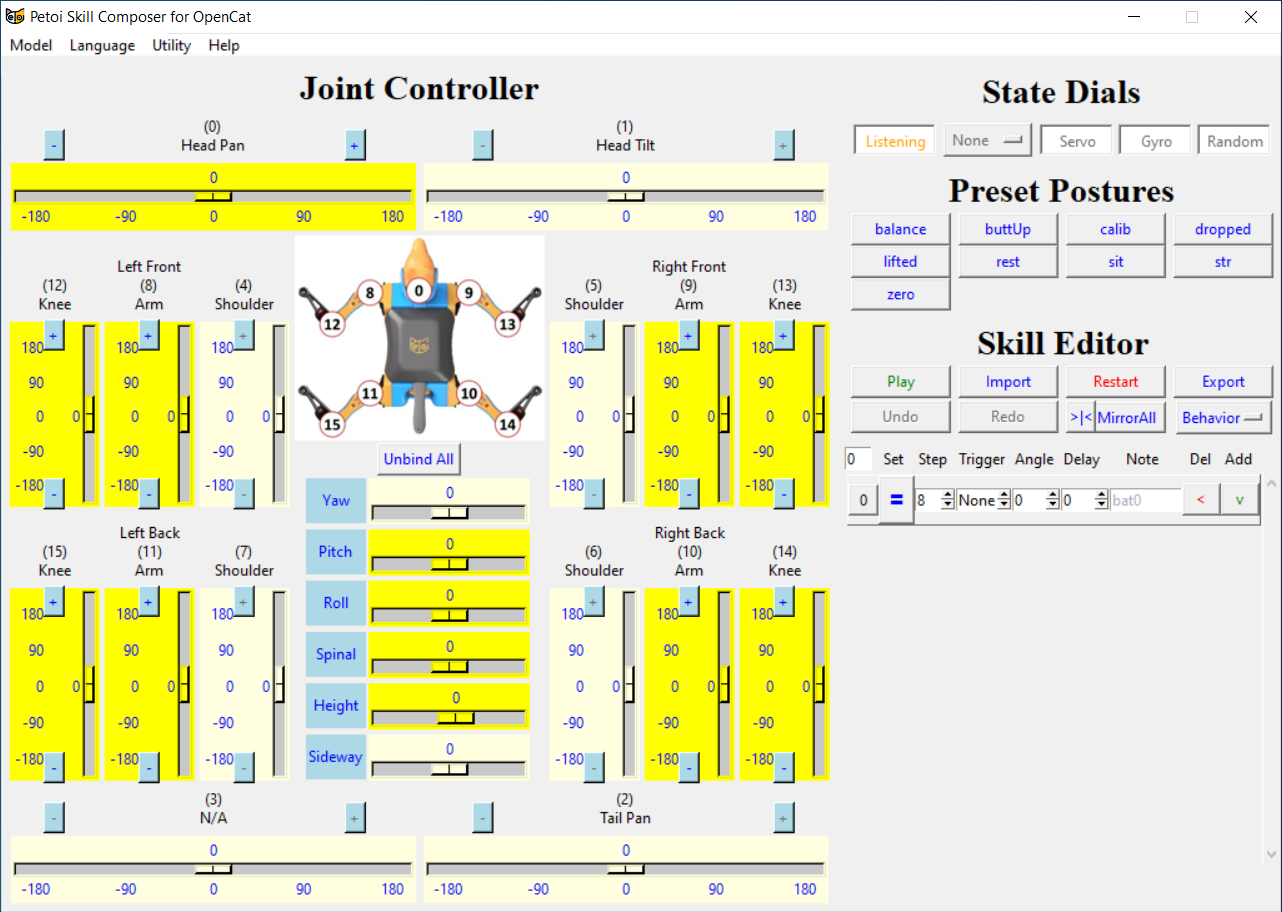 Petoi Skill Composer for OpenCat
Model Language Utility Help
Joint Controller
(0)
- Head Pan +
0
-180 -90 0 90 180
(1)
- Head Tilt +
0
-180 -90 0 90 180
Left Front
(12) (8) (4)
Knee Arm Shoulder
+ + +
180 180 180
90 90 90
0 0 0 0 0 0
-90 -90 -90
-180 -180 -180
- - -
8 0 9
12 13
11 10
15 14
Right Front
(5) (9) (13)
Shoulder Arm Knee
+ + +
180 180 180
90 90 90
0 0 0 0 0 0
-90 -90 -90
-180 -180 -180
- - -
Unbind All
Yaw 0
Pitch 0
Roll 0
Spinal 0
Height 0
Sideway 0
Left Back
(15) (11) (7)
Knee Arm Shoulder
+ + +
180 180 180
90 90 90
0 0 0 0 0 0
-90 -90 -90
-180 -180 -180
- - -
Right Back
(6) (10) (14)
Shoulder Arm Knee
+ + +
180 180 180
90 90 90
0 0 0 0 0 0
-90 -90 -90
-180 -180 -180
- - -
(3)
- N/A +
0
-180 -90 0 90 180
(2)
- Tail Pan +
0
-180 -90 0 90 180
State Dials
Listening None Servo Gyro Random
Preset Postures
balance buttUp calib dropped
lifted rest sit str
zero
Skill Editor
Play Import Restart Export
Undo Redo >|< MirrorAll Behavior
0 Set Step Trigger Angle Delay Note Del Add
0 = 8 None 0 0 bat0 < v